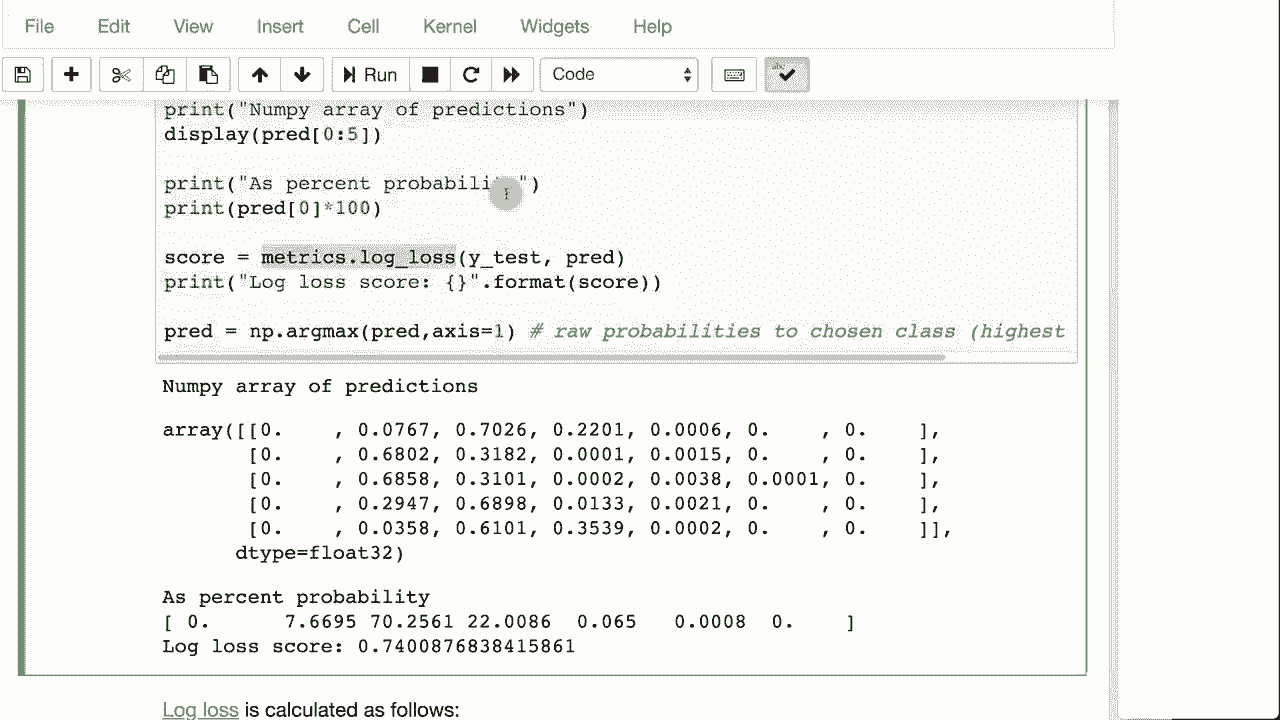 File Edit View Insert Cell Kernel Widgets Help
Run Code
print("Numpy array of predictions")
display(pred[0:5])
print("As percent probability")
print(pred[0]*100)
score = metrics.log_loss(y_test, pred)
print("Log loss score: {}".format(score))
pred = np.argmax(pred,axis=1) # raw probabilities to chosen class (highest
Numpy array of predictions
array([[0.    , 0.0767, 0.7026, 0.2201, 0.0006, 0.    , 0.    ],
[0.    , 0.6802, 0.3182, 0.0001, 0.0015, 0.    , 0.    ],
[0.    , 0.6858, 0.3101, 0.0002, 0.0038, 0.0001, 0.    ],
[0.    , 0.2947, 0.6898, 0.0133, 0.0021, 0.    , 0.    ],
[0.    , 0.0358, 0.6101, 0.3539, 0.0002, 0.    , 0.    ]],
dtype=float32)
As percent probability
[ 0.      7.6695 70.2561 22.0086  0.065   0.0008  0.    ]
Log loss score: 0.7400876838415861
Log loss is calculated as follows: